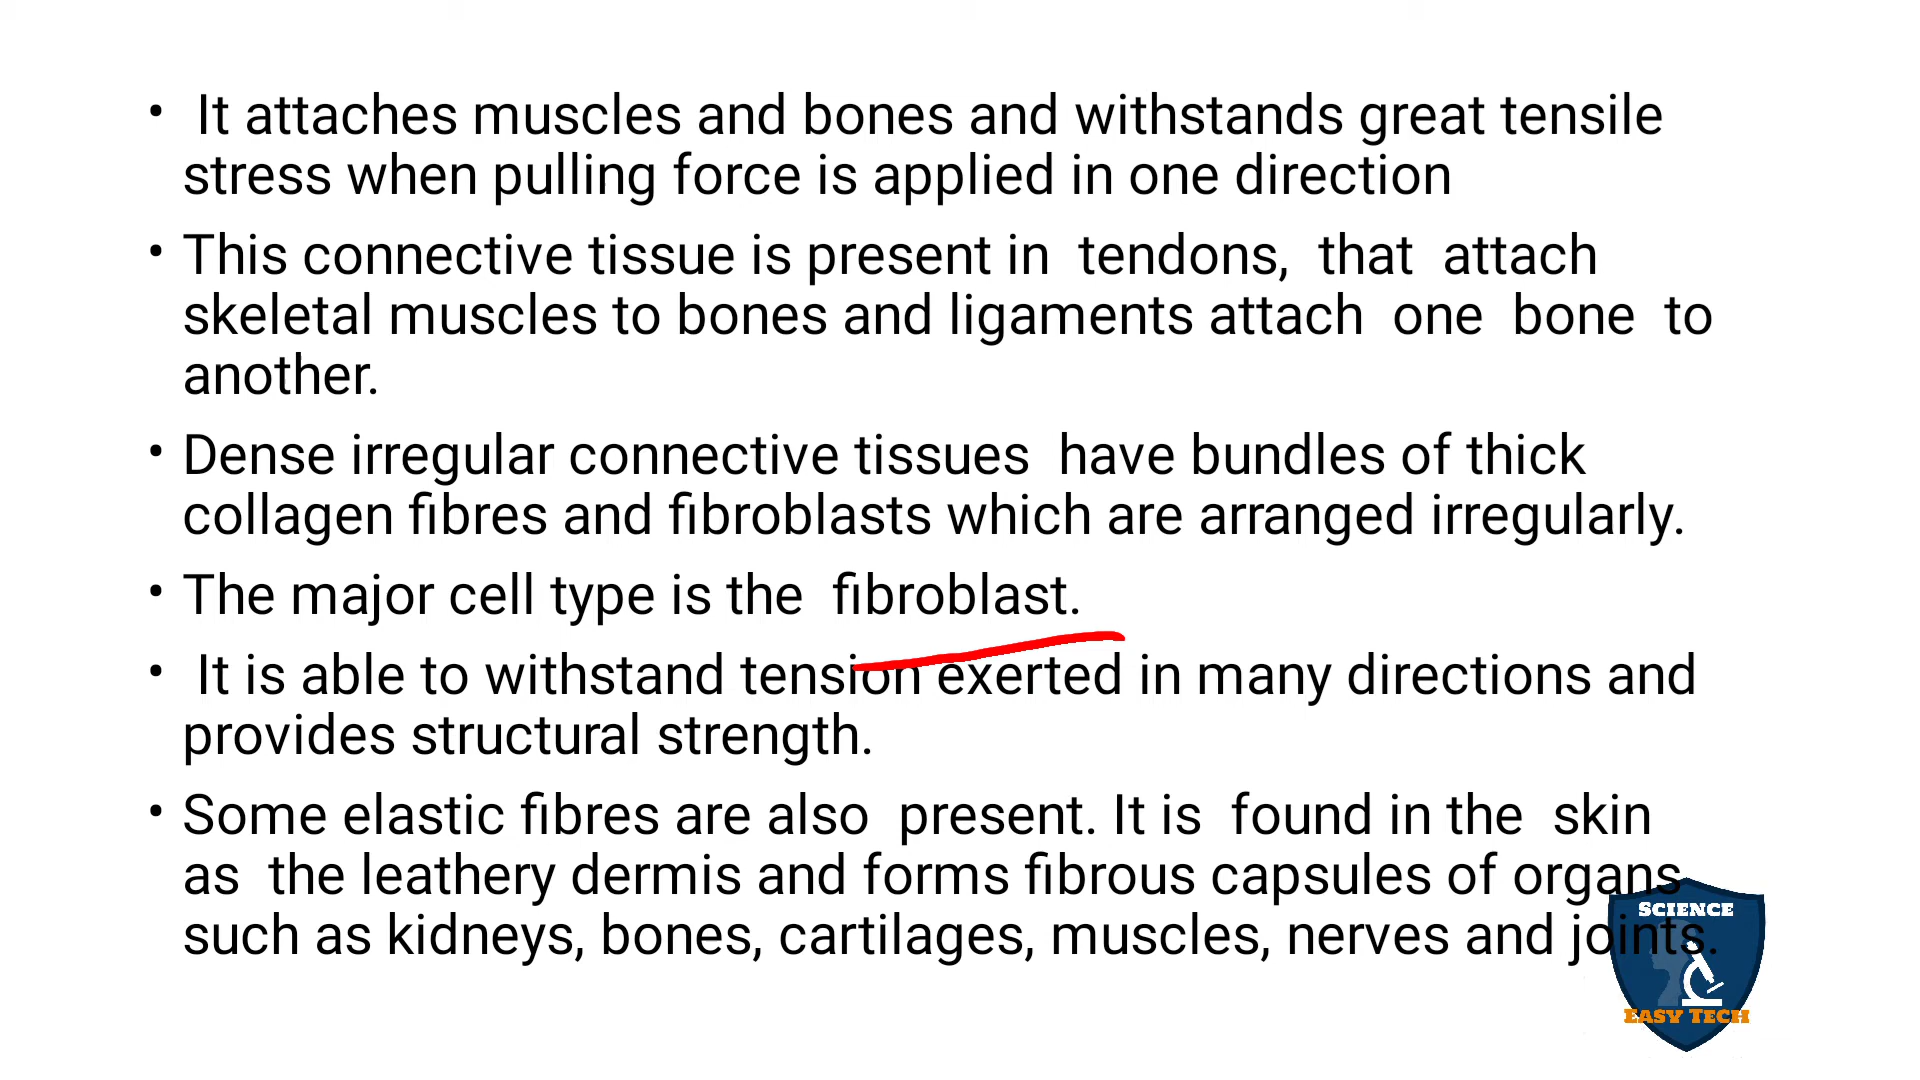 • It attaches muscles and bones and withstands great tensile
stress when pulling force is applied in one direction
• This connective tissue is present in tendons, that attach
skeletal muscles to bones and ligaments attach one bone to
another.
• Dense irregular connective tissues have bundles of thick
collagen fibres and fibroblasts which are arranged irregularly.
• The major cell type is the fibroblast.
• It is able to withstand tension exerted in many directions and
provides structural strength.
• Some elastic fibres are also present. It is found in the skin
as the leathery dermis and forms fibrous capsules of organs
such as kidneys, bones, cartilages, muscles, nerves and joints.
SCIENCE
EASY TECH